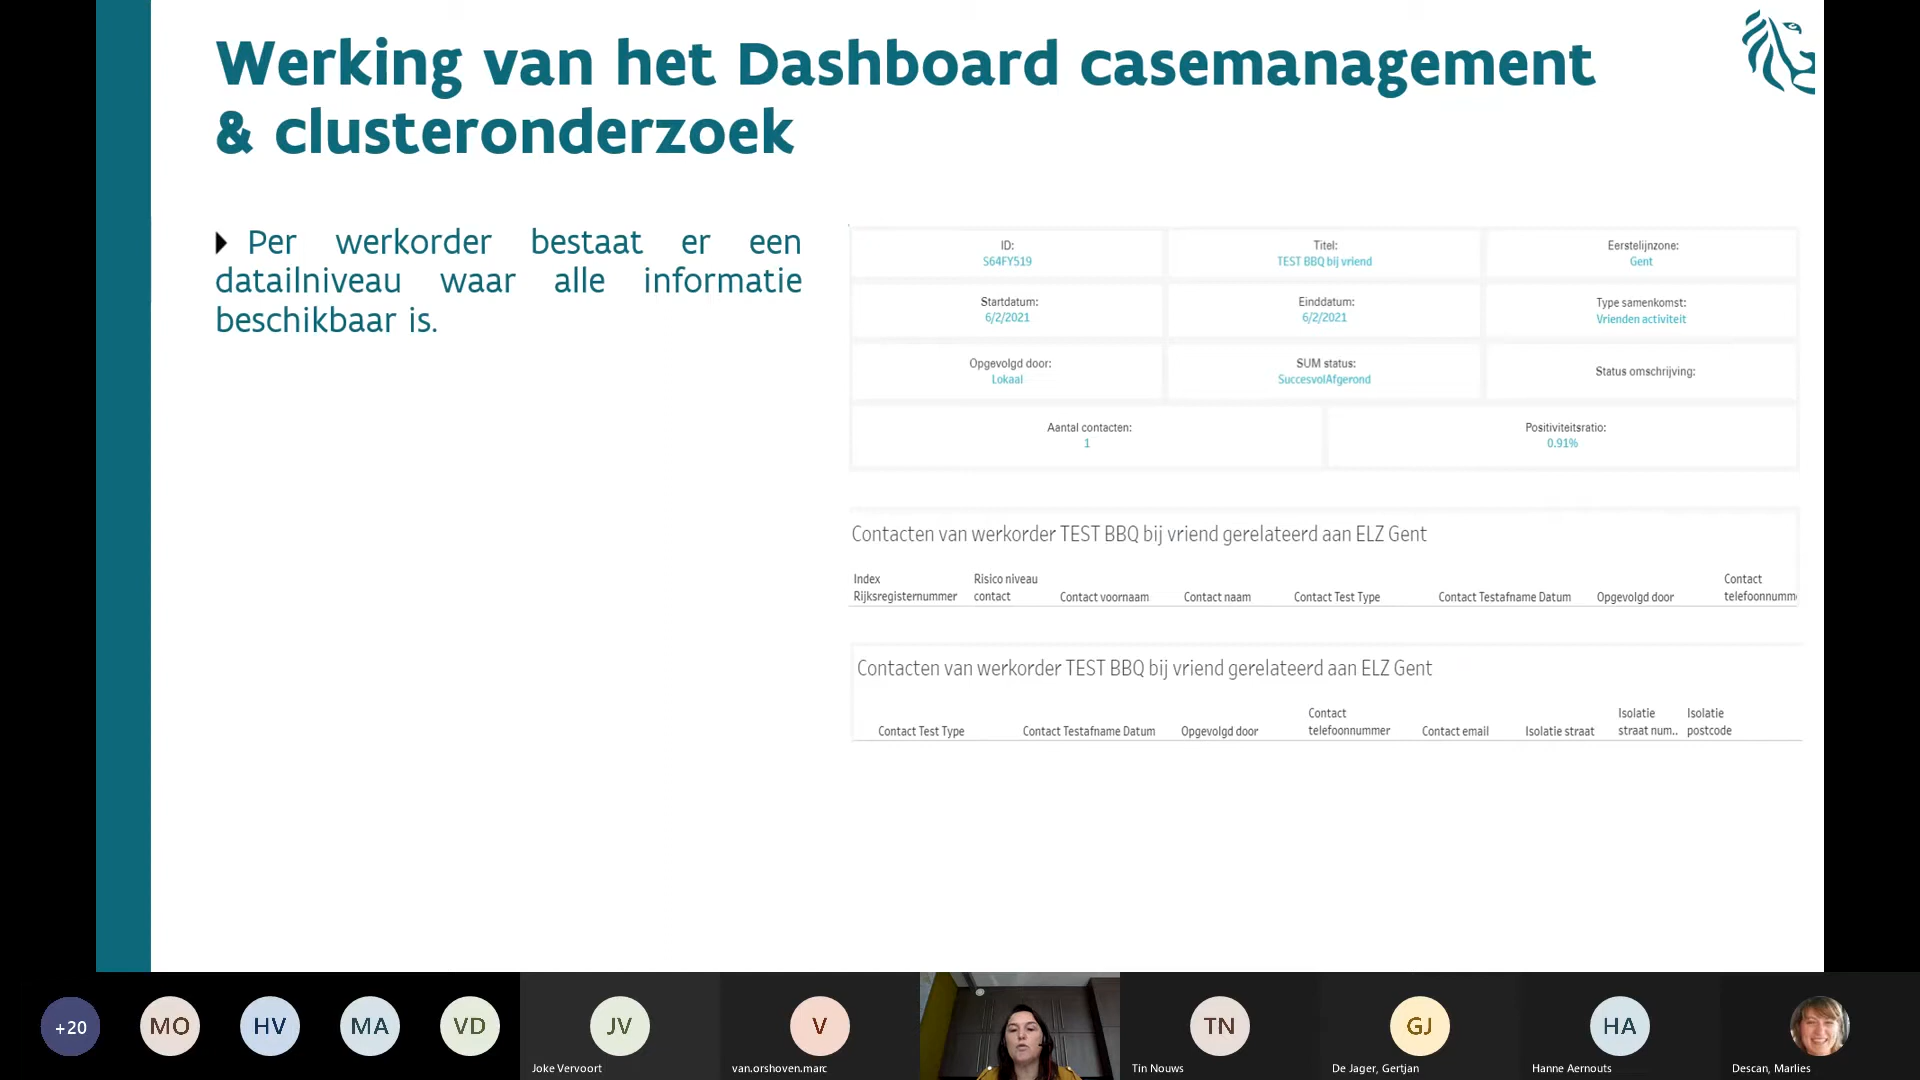 Werking van het Dashboard casemanagement
& clusteronderzoek
Per werkorder bestaat er een
datailniveau waar alle informatie
beschikbaar is.
ID:
S64FY519
Titel:
TEST BBQ bij vriend
Eerstelijnzone:
Gent
Startdatum:
6/2/2021
Einddatum:
6/2/2021
Type samenkomst:
Vrienden activiteit
Opgevolgd door:
Lokaal
SUM status:
SuccesvolAfgerond
Status omschrijving:
Aantal contacten:
1
Positiviteitsratio:
0.91%
Contacten van werkorder TEST BBQ bij vriend gerelateerd aan ELZ Gent
Index
Rijksregisternummer
Risico niveau
contact
Contact voornaam
Contact naam
Contact Test Type
Contact Testafname Datum
Opgevolgd door
Contact
telefoonnumm
Contacten van werkorder TEST BBQ bij vriend gerelateerd aan ELZ Gent
Contact Test Type
Contact Testafname Datum
Opgevolgd door
Contact
telefoonnummer
Contact email
Isolatie straat
Isolatie
straat num..
Isolatie
postcode
+20
MO
HV
MA
VD
JV
Joke Vervoort
V
van.orshoven.marc
TN
Tin Nouws
GJ
De Jager, Gertjan
HA
Hanne Aernouts
Descan, Marlies